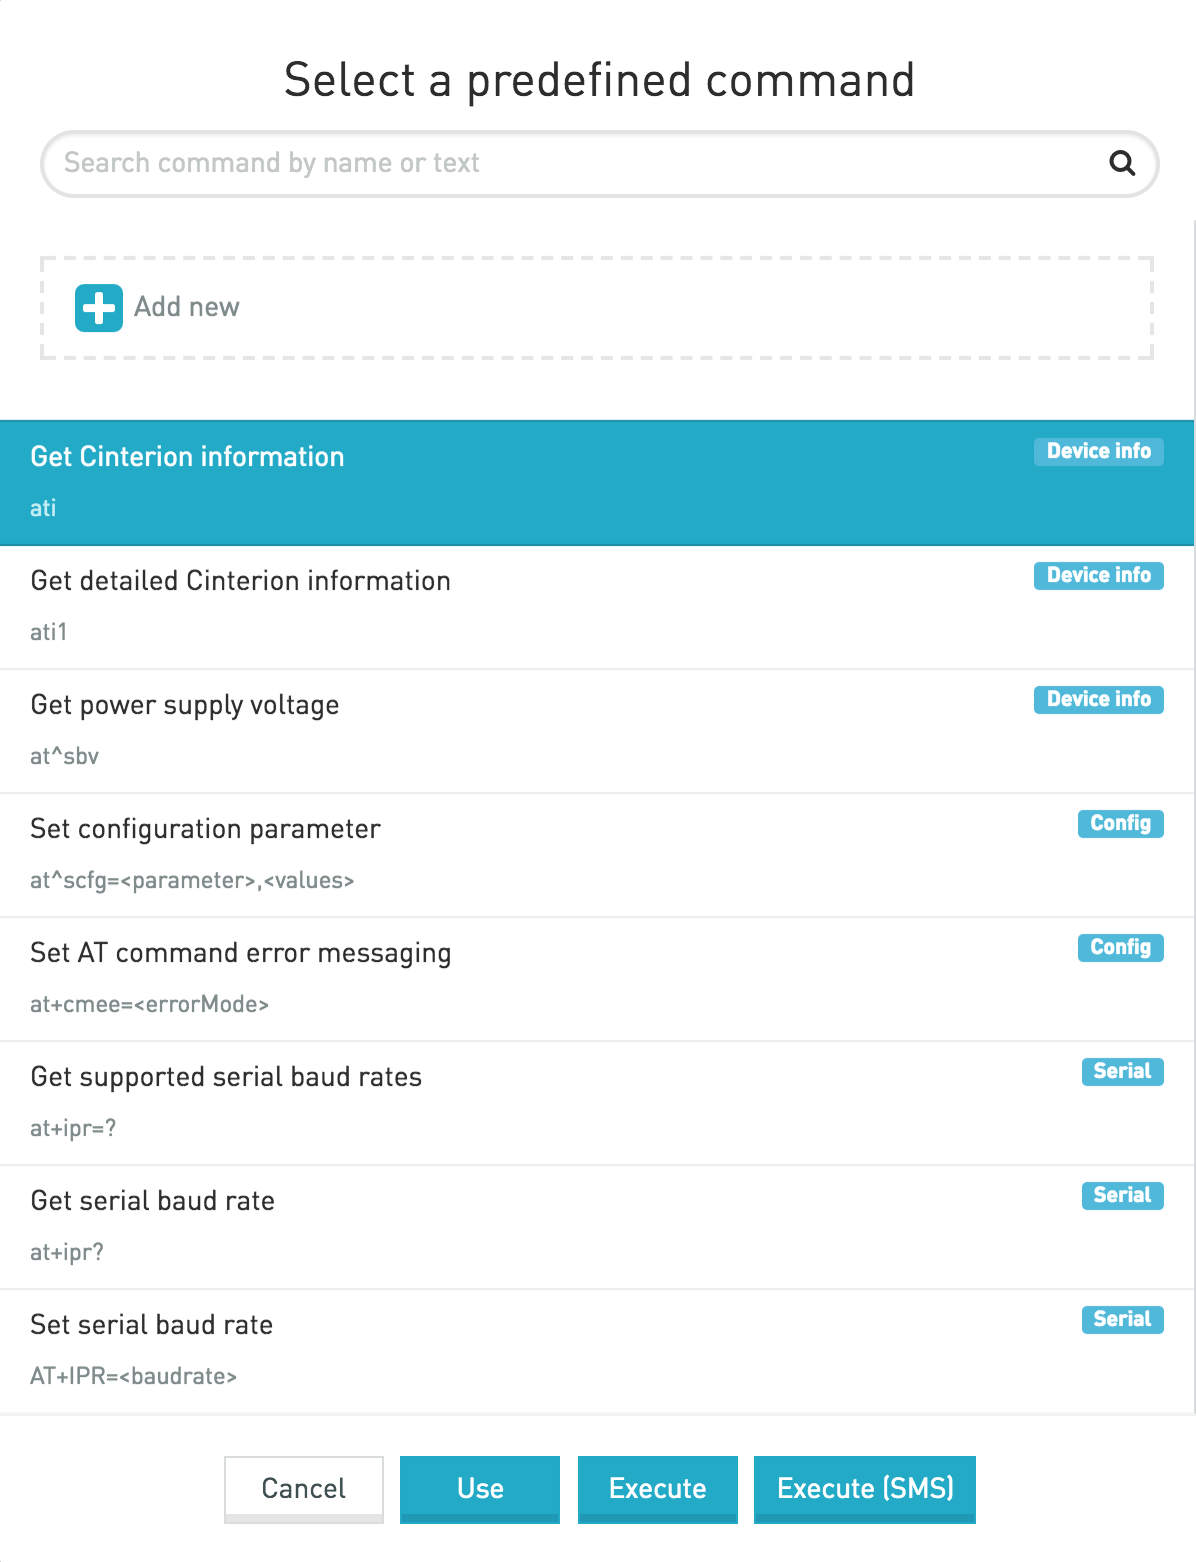 Select a predefined command
Search command by name or text
Add new
Get Cinterion information
Device info
ati
Get detailed Cinterion information
Device info
ati1
Get power supply voltage
Device info
at^sbv
Set configuration parameter
Config
at^scfg=<parameter>,<values>
Set AT command error messaging
Config
at+cmee=<errorMode>
Get supported serial baud rates
Serial
at+ipr=?
Get serial baud rate
Serial
at+ipr?
Set serial baud rate
Serial
AT+IPR=<baudrate>
Cancel
Use
Execute
Execute (SMS)